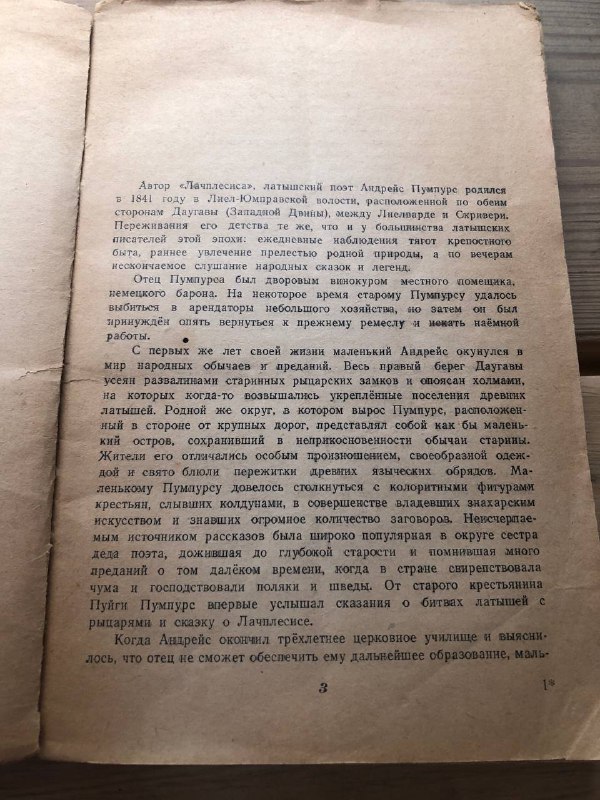 Автор «Лачплесиса», латышский поэт Андрейс Пумпурс родился
в 1841 году в Лиел-Юмправской волости, расположенной по обеим
сторонам Даугавы (Западной Двины), между Лиелварде и Скривери.
Переживания его детства те же, что и у большинства латышских
писателей этой эпохи: ежедневные наблюдения тягот крепостного
быта, раннее увлечение прелестью родной природы, а по вечерам
нескончаемое слушание народных сказок и легенд.
Отец Пумпурса был дворовым винокуром местного помещика,
немецкого барона. На некоторое время старому Пумпурсу удалось
выбиться в арендаторы небольшого хозяйства, но затем он был
принуждён опять вернуться к прежнему ремеслу и искать наёмной
работы.
С первых же лет своей жизни маленький Андрейс окунулся в
мир народных обычаев и преданий. Весь правый берег Даугавы
усеян развалинами старинных рыцарских замков и опоясан холмами,
на которых когда-то возвышались укреплённые поселения древних
латышей. Родной же округ, в котором вырос Пумпурс, расположен-
ный в стороне от крупных дорог, представлял собой как бы малень-
кий остров, сохранивший в неприкосновенности обычаи старины.
Жители его отличались особым произношением, своеобразной одеж-
дой и свято блюли пережитки древних языческих обрядов. Ма-
ленькому Пумпурсу довелось столкнуться с колоритными фигурами
крестьян, слывших колдунами, в совершенстве владевших знахарским
искусством и знавших огромное количество заговоров. Неисчерпае-
мым источником рассказов была широко популярная в округе сестра
деда поэта, дожившая до глубокой старости и помнившая много
преданий о том далёком времени, когда в стране свирепствовала
чума и господствовали поляки и шведы. От старого крестьянина
Пуйги Пумпурс впервые услышал сказания о битвах латышей с
рыцарями и сказку о Лачплесисе.
Когда Андрейс окончил трёхлетнее церковное училище и выясни-
лось, что отец не сможет обеспечить ему дальнейшее образование, маль-
3
1*